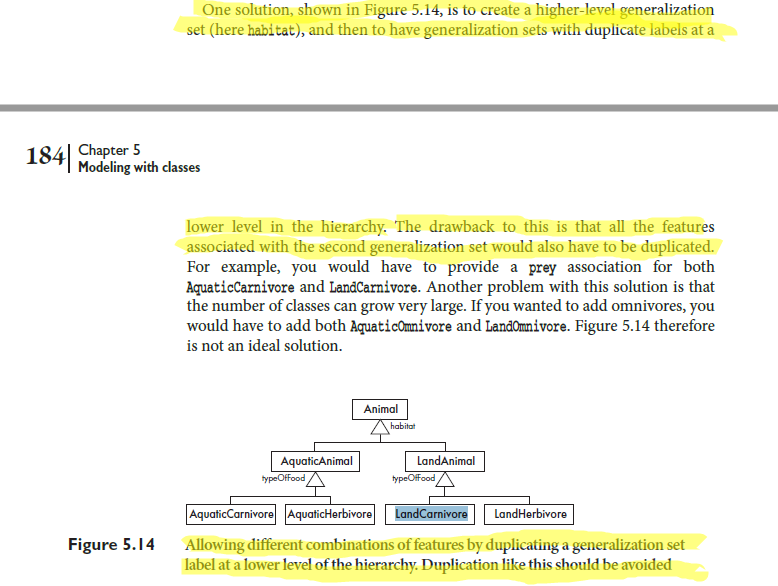 One solution, shown in Figure 5.14, is to create a higher-level generalization
set (here habitat), and then to have generalization sets with duplicate labels at a
184 Chapter 5
Modeling with classes
lower level in the hierarchy. The drawback to this is that all the features
associated with the second generalization set would also have to be duplicated.
For example, you would have to provide a prey association for both
AquaticCarnivore and LandCarnivore. Another problem with this solution is that
the number of classes can grow very large. If you wanted to add omnivores, you
would have to add both AquaticOmnivore and LandOmnivore. Figure 5.14 therefore
is not an ideal solution.
Animal
habitat
AquaticAnimal LandAnimal
typeOfFood typeOfFood
AquaticCarnivore AquaticHerbivore LandCarnivore LandHerbivore
Figure 5.14 Allowing different combinations of features by duplicating a generalization set
label at a lower level of the hierarchy. Duplication like this should be avoided